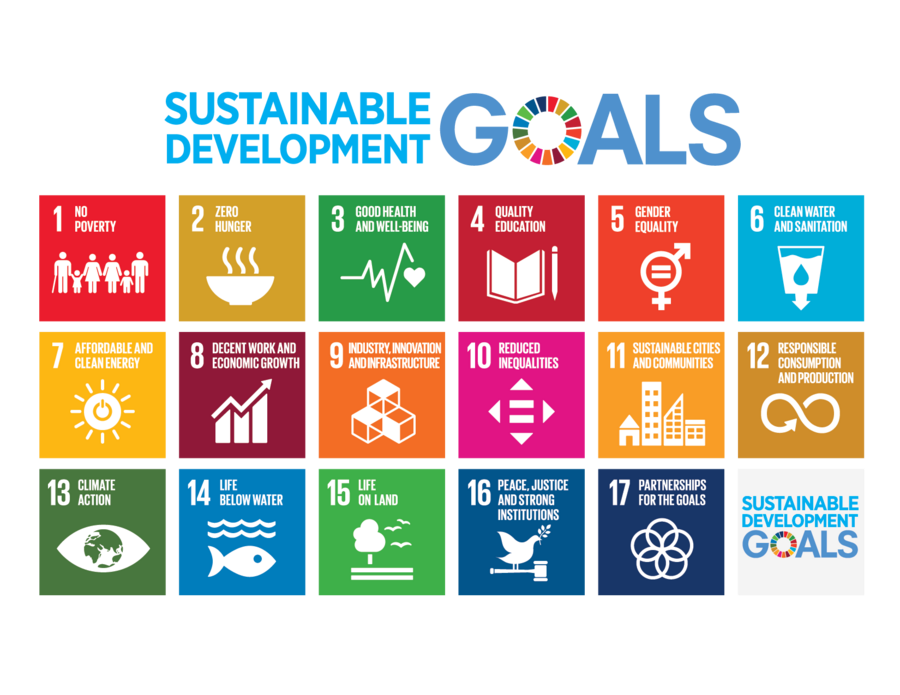 SUSTAINABLE
DEVELOPMENT
GOALS
1 NO
POVERTY
2 ZERO
HUNGER
3 GOOD HEALTH
AND WELL-BEING
4 QUALITY
EDUCATION
5 GENDER
EQUALITY
6 CLEAN WATER
AND SANITATION
7 AFFORDABLE AND
CLEAN ENERGY
8 DECENT WORK AND
ECONOMIC GROWTH
9 INDUSTRY, INNOVATION
AND INFRASTRUCTURE
10 REDUCED
INEQUALITIES
11 SUSTAINABLE CITIES
AND COMMUNITIES
12 RESPONSIBLE
CONSUMPTION
AND PRODUCTION
13 CLIMATE
ACTION
14 LIFE
BELOW WATER
15 LIFE
ON LAND
16 PEACE, JUSTICE
AND STRONG
INSTITUTIONS
17 PARTNERSHIPS
FOR THE GOALS
SUSTAINABLE
DEVELOPMENT
GOALS